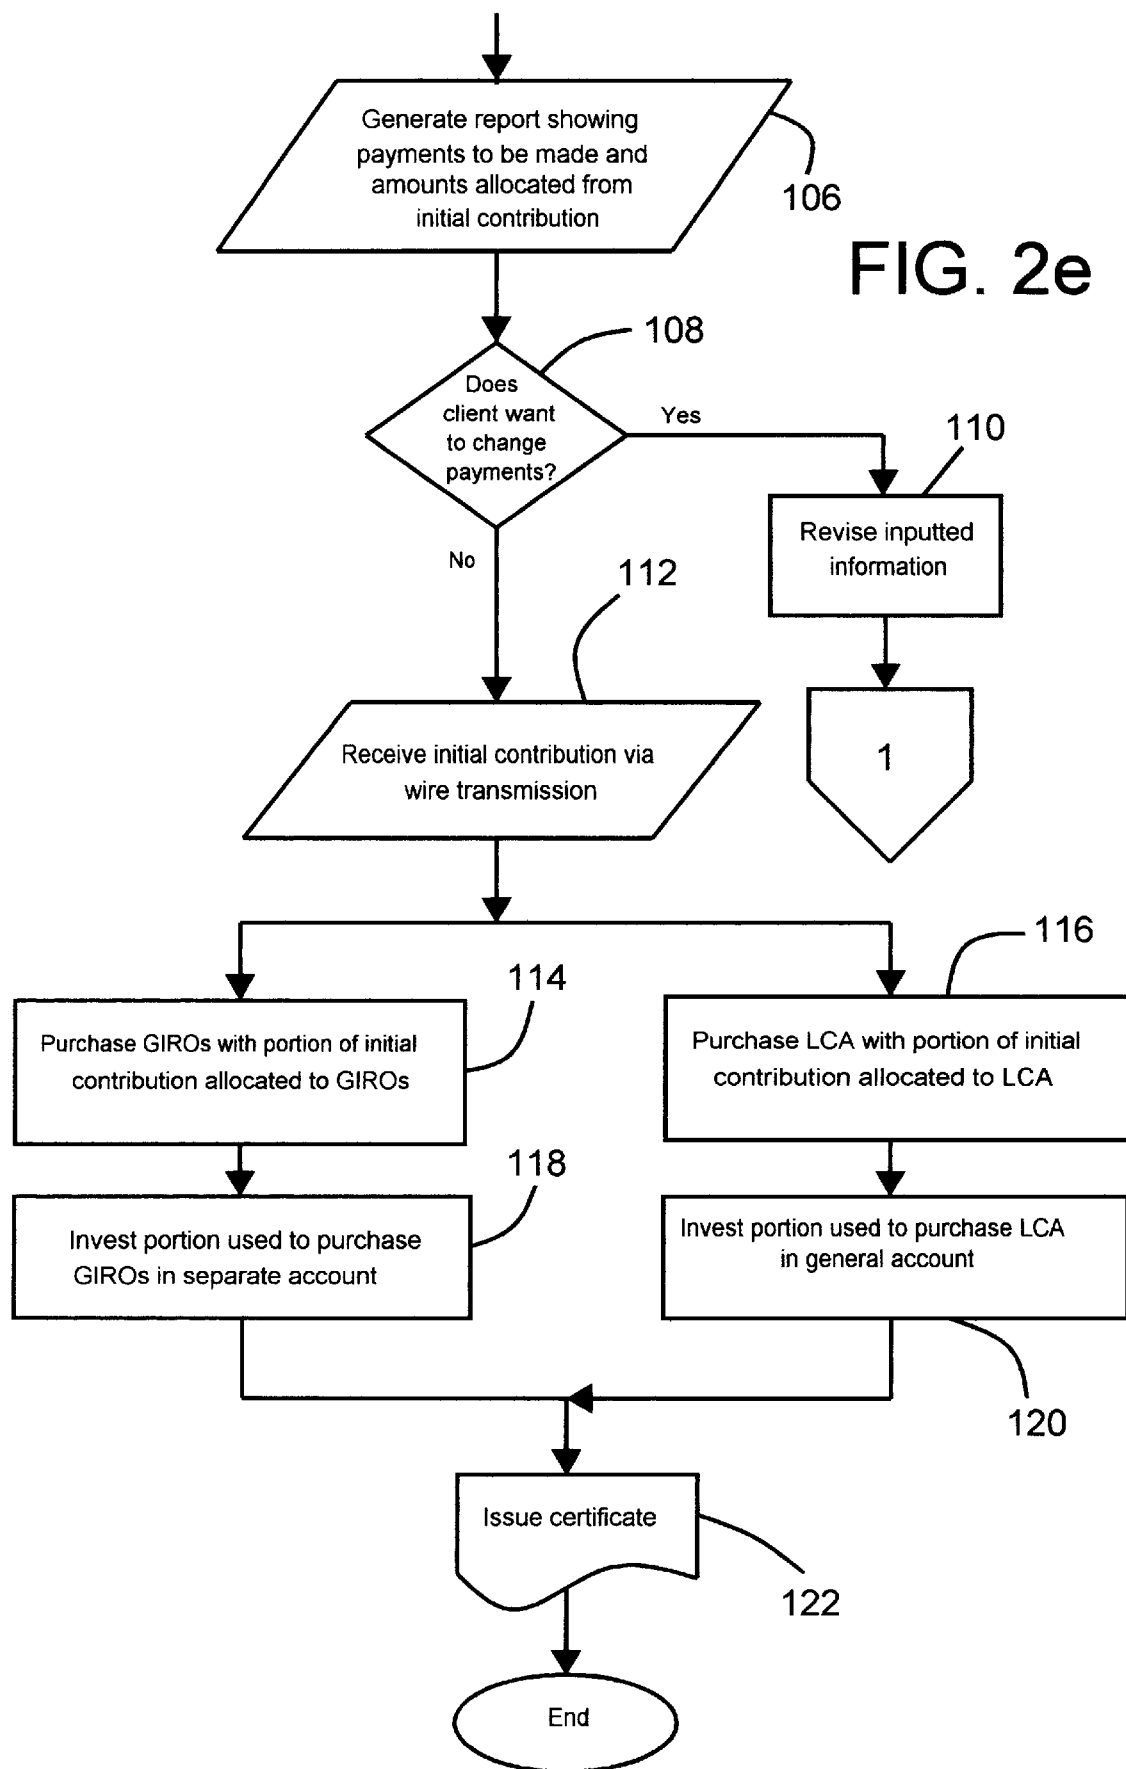 Generate report showing
payments to be made and
amounts allocated from
initial contribution
106
FIG. 2e
108
Does
client want
to change
payments?
Yes
110
Revise inputted
information
No
112
1
Receive initial contribution via
wire transmission
116
114
Purchase GIROs with portion of initial
contribution allocated to GIROs
Purchase LCA with portion of initial
contribution allocated to LCA
118
Invest portion used to purchase
GIROs in separate account
Invest portion used to purchase LCA
in general account
120
Issue certificate
122
End